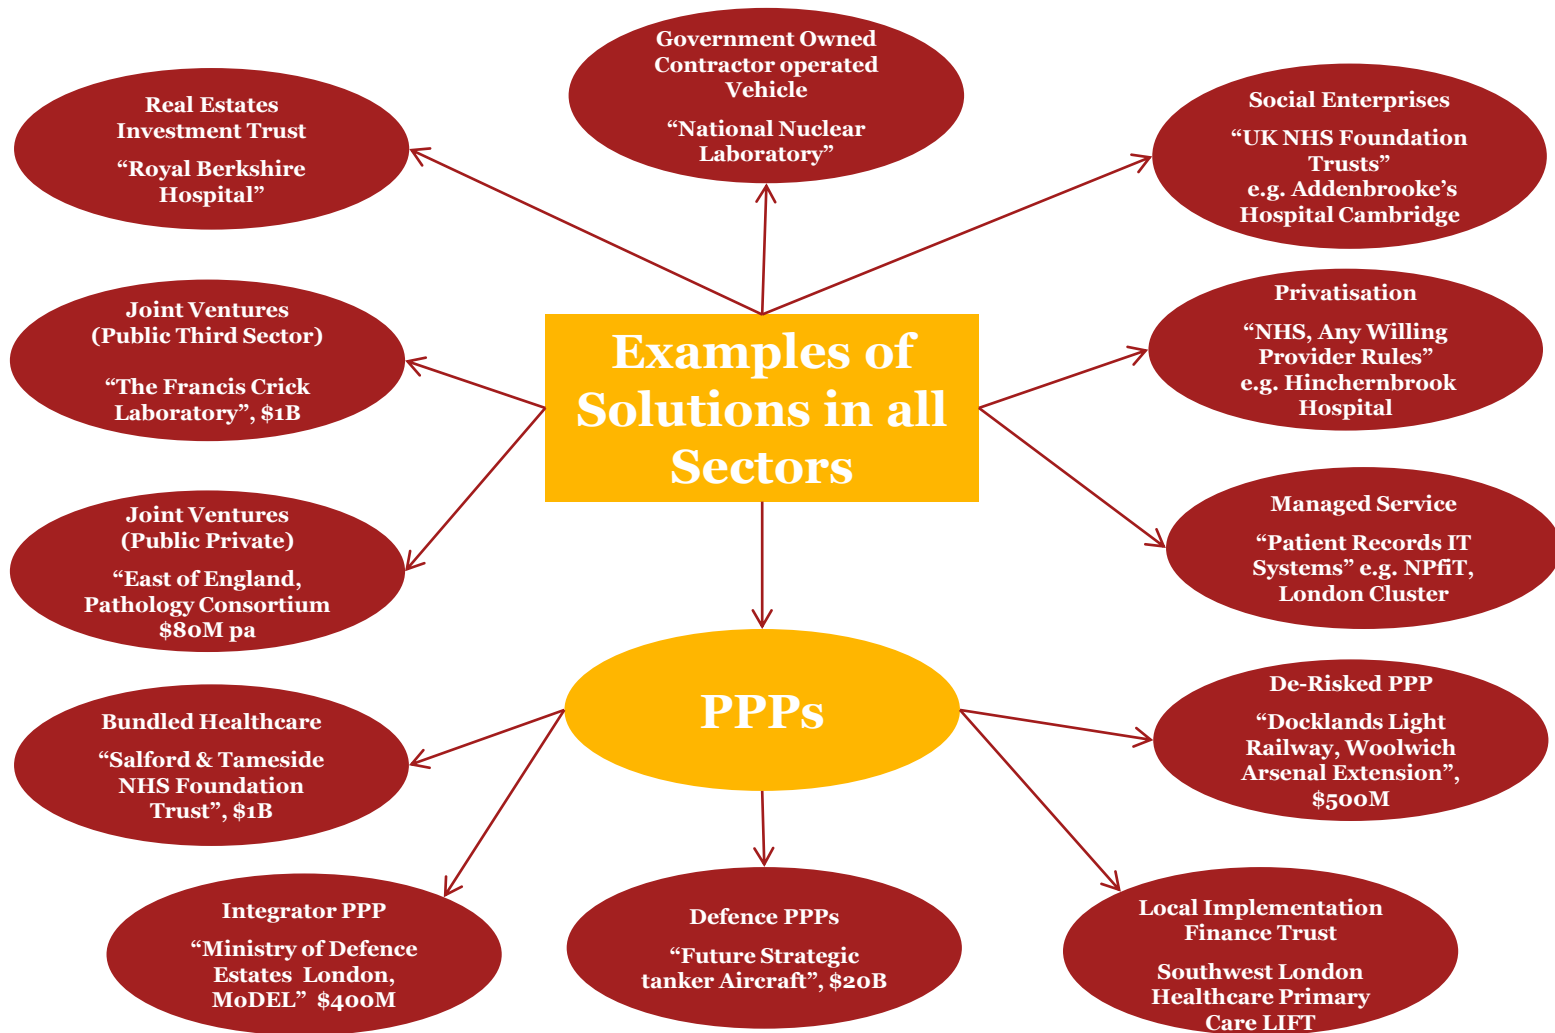 Government Owned
Contractor operated
Vehicle
“National Nuclear
Laboratory”
Real Estates
Investment Trust
“Royal Berkshire
Hospital”
Social Enterprises
“UK NHS Foundation
Trusts”
e.g. Addenbrooke’s
Hospital Cambridge
Joint Ventures
(Public Third Sector)
“The Francis Crick
Laboratory”, $1B
Examples of
Solutions in all
Sectors
Privatisation
“NHS, Any Willing
Provider Rules”
e.g. Hinchernbrook
Hospital
Joint Ventures
(Public Private)
“East of England,
Pathology Consortium
$80M pa
Managed Service
“Patient Records IT
Systems” e.g. NPfiT,
London Cluster
PPPs
Bundled Healthcare
“Salford & Tameside
NHS Foundation
Trust”, $1B
De-Risked PPP
“Docklands Light
Railway, Woolwich
Arsenal Extension”,
$500M
Integrator PPP
“Ministry of Defence
Estates London,
MoDEL” $400M
Defence PPPs
“Future Strategic
tanker Aircraft”, $20B
Local Implementation
Finance Trust
Southwest London
Healthcare Primary
Care LIFT